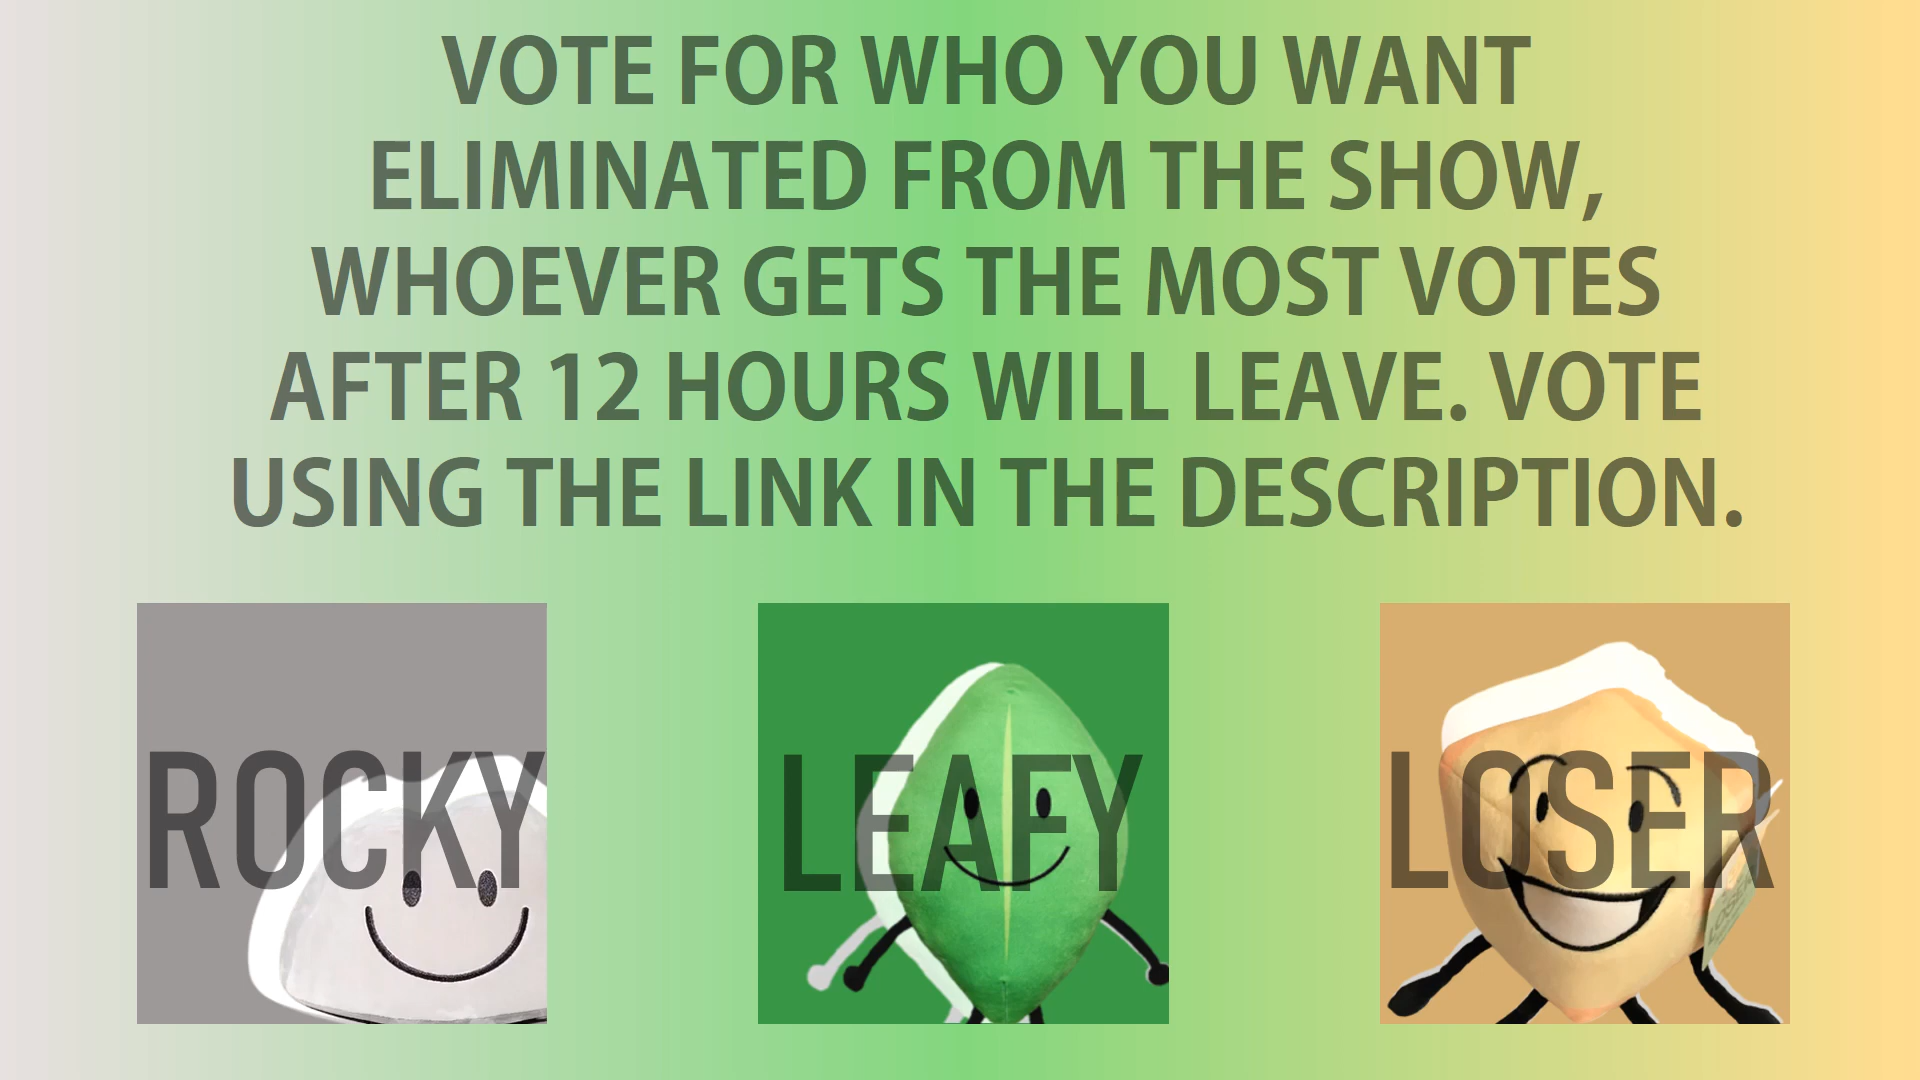 VOTE FOR WHO YOU WANT
ELIMINATED FROM THE SHOW,
WHOEVER GETS THE MOST VOTES
AFTER 12 HOURS WILL LEAVE. VOTE
USING THE LINK IN THE DESCRIPTION.
ROCKY
LEAFY
LOSER